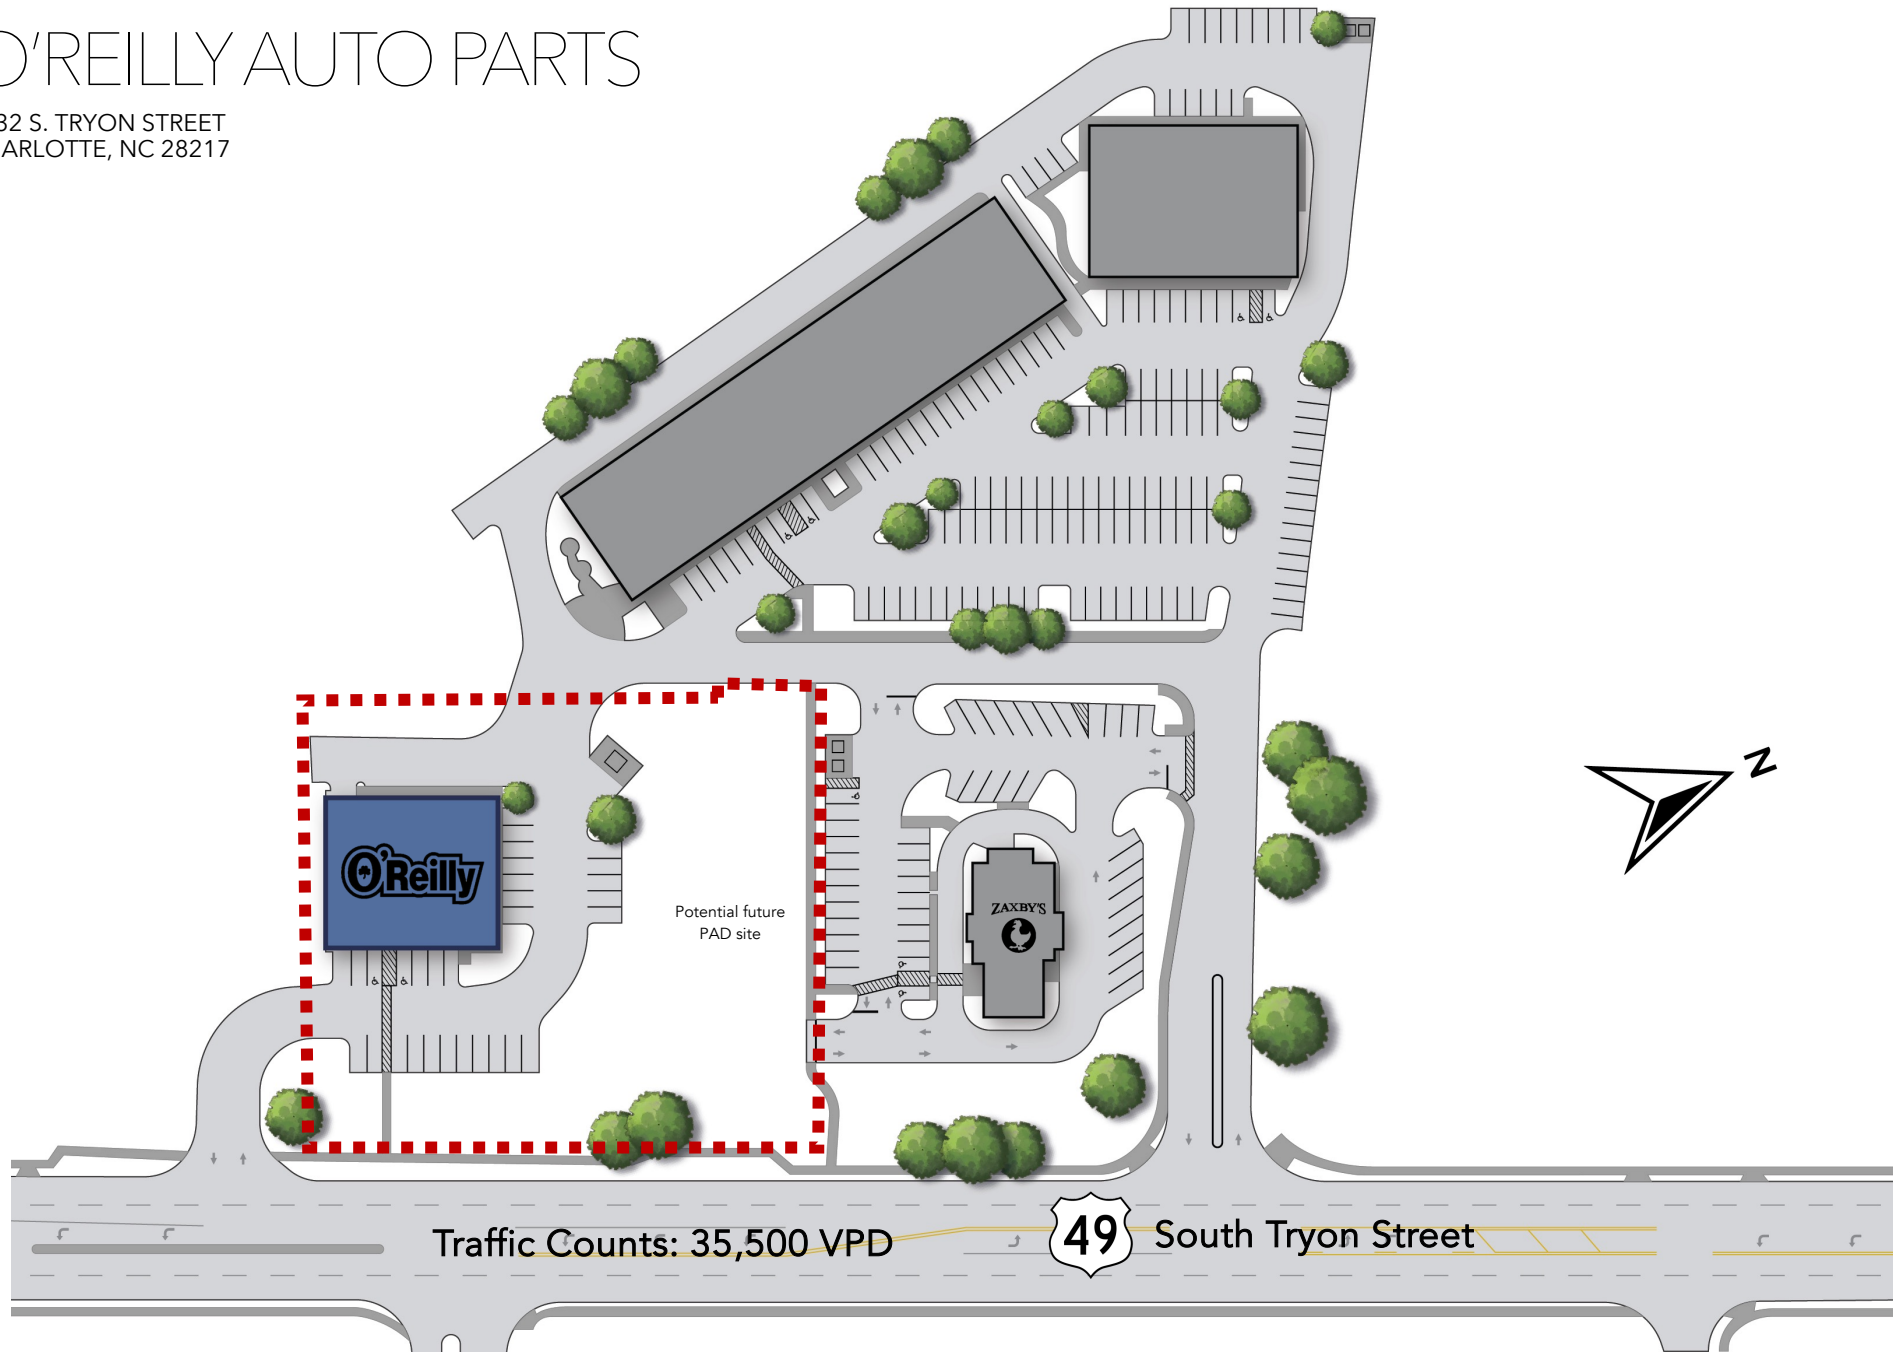 O'REILLY AUTO PARTS
32 S. TRYON STREET
ARLOTTE, NC 28217
N
O'Reilly
Potential future
PAD site
ZAXBY'S
Traffic Counts: 35,500 VPD
49 South Tryon Street